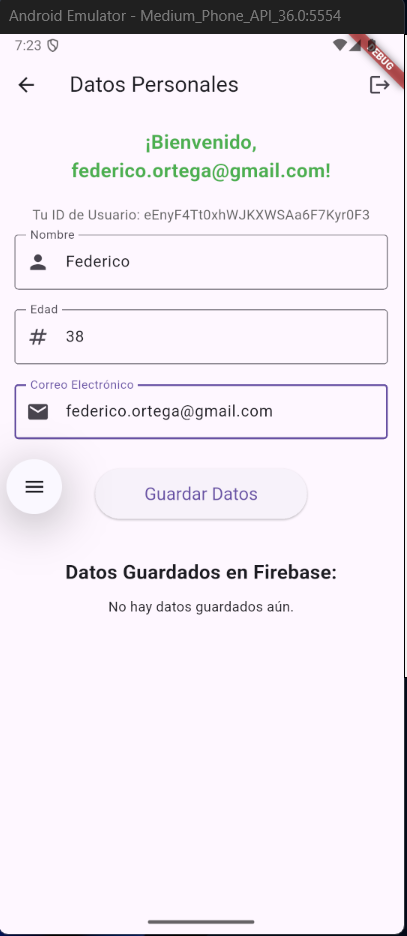 Android Emulator - Medium_Phone_API_36.0:5554
7:23
DEBUG
Datos Personales
¡Bienvenido,
federico.ortega@gmail.com!
Tu ID de Usuario: eEnyF4Tt0xhWJKXWSAa6F7Kyr0F3
Nombre
Federico
Edad
38
Correo Electrónico
federico.ortega@gmail.com
Guardar Datos
Datos Guardados en Firebase:
No hay datos guardados aún.